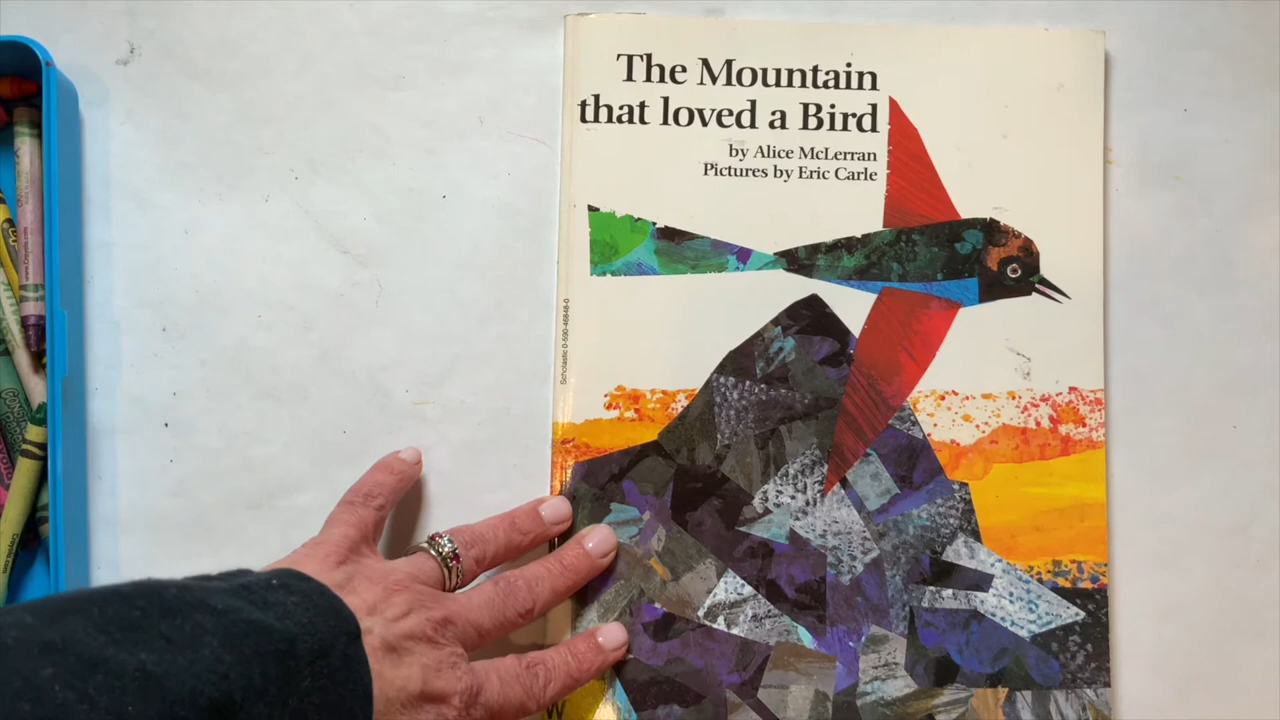 The Mountain
that loved a Bird
by Alice McLerran
Pictures by Eric Carle
Scholastic 0-590-46848-0
W